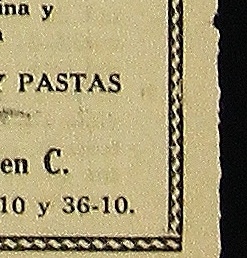 ina y
a
Y PASTAS
en C.
10 y 36-10.